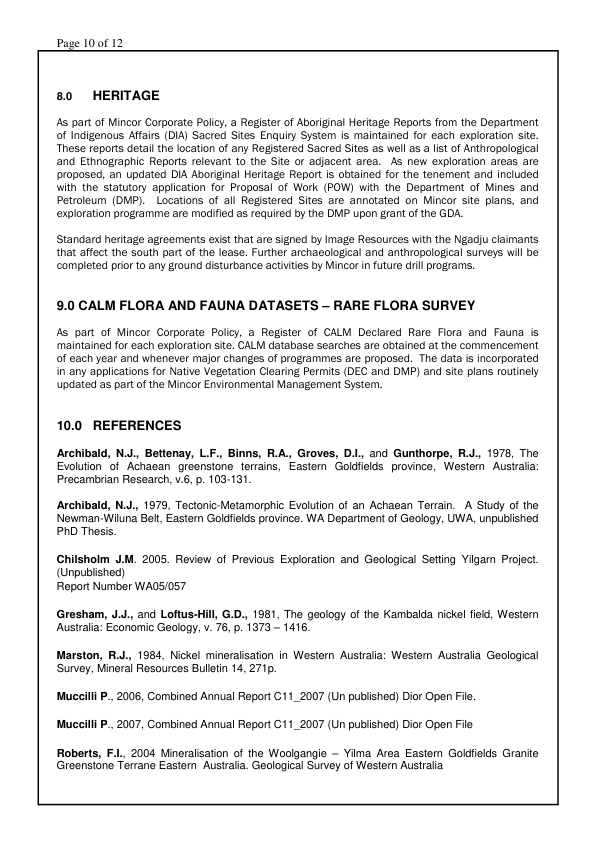 Page 10 of 12
8.0 HERITAGE
As part of Mincor Corporate Policy, a Register of Aboriginal Heritage Reports from the Department
of Indigenous Affairs (DIA) Sacred Sites Enquiry System is maintained for each exploration site.
These reports detail the location of any Registered Sacred Sites as well as a list of Anthropological
and Ethnographic Reports relevant to the Site or adjacent area. As new exploration areas are
proposed, an updated DIA Aboriginal Heritage Report is obtained for the tenement and included
with the statutory application for Proposal of Work (POW) with the Department of Mines and
Petroleum (DMP). Locations of all Registered Sites are annotated on Mincor site plans, and
exploration programme are modified as required by the DMP upon grant of the GDA.
Standard heritage agreements exist that are signed by Image Resources with the Ngadju claimants
that affect the south part of the lease. Further archaeological and anthropological surveys will be
completed prior to any ground disturbance activities by Mincor in future drill programs.
9.0 CALM FLORA AND FAUNA DATASETS – RARE FLORA SURVEY
As part of Mincor Corporate Policy, a Register of CALM Declared Rare Flora and Fauna is
maintained for each exploration site. CALM database searches are obtained at the commencement
of each year and whenever major changes of programmes are proposed. The data is incorporated
in any applications for Native Vegetation Clearing Permits (DEC and DMP) and site plans routinely
updated as part of the Mincor Environmental Management System.
10.0 REFERENCES
Archibald, N.J., Bettenay, L.F., Binns, R.A., Groves, D.I., and Gunthorpe, R.J., 1978, The
Evolution of Achaean greenstone terrains, Eastern Goldfields province, Western Australia:
Precambrian Research, v.6, p. 103-131.
Archibald, N.J., 1979, Tectonic-Metamorphic Evolution of an Achaean Terrain. A Study of the
Newman-Wiluna Belt, Eastern Goldfields province. WA Department of Geology, UWA, unpublished
PhD Thesis.
Chilsholm J.M. 2005. Review of Previous Exploration and Geological Setting Yilgarn Project.
(Unpublished)
Report Number WA05/057
Gresham, J.J., and Loftus-Hill, G.D., 1981, The geology of the Kambalda nickel field, Western
Australia: Economic Geology, v. 76, p. 1373 – 1416.
Marston, R.J., 1984, Nickel mineralisation in Western Australia: Western Australia Geological
Survey, Mineral Resources Bulletin 14, 271p.
Muccilli P., 2006, Combined Annual Report C11_2007 (Un published) Dior Open File.
Muccilli P., 2007, Combined Annual Report C11_2007 (Un published) Dior Open File
Roberts, F.I., 2004 Mineralisation of the Woolgangie – Yilma Area Eastern Goldfields Granite
Greenstone Terrane Eastern Australia. Geological Survey of Western Australia